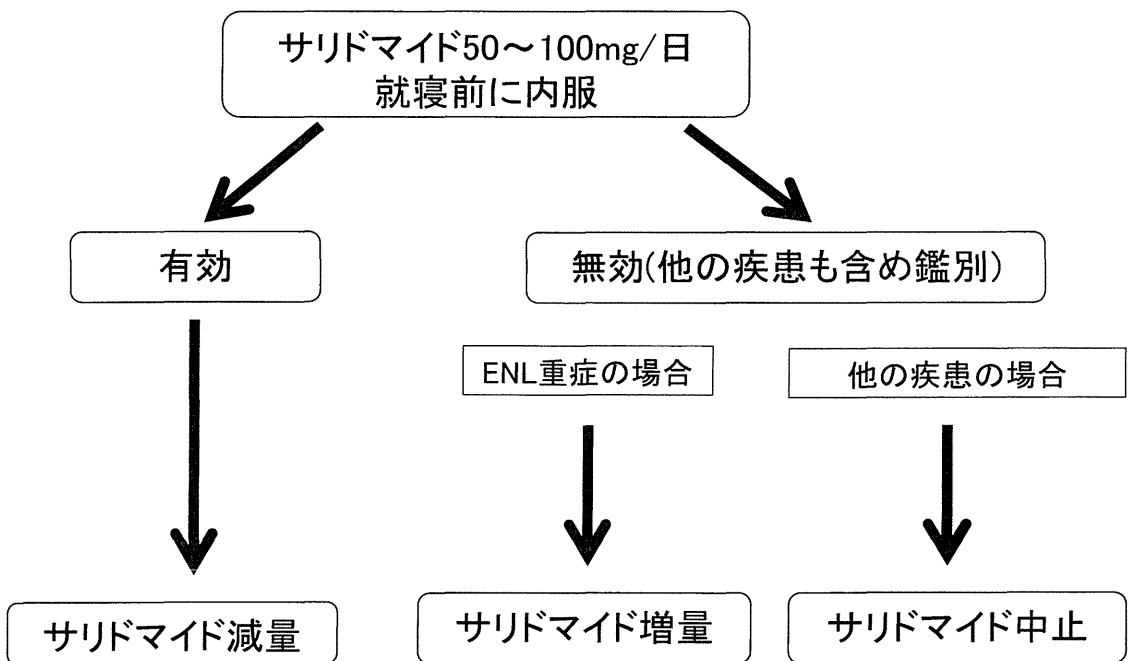 サリドマイド50～100mg/日
就寝前に内服
有効
無効(他の疾患も含め鑑別)
ENL重症の場合
他の疾患の場合
サリドマイド減量
サリドマイド増量
サリドマイド中止